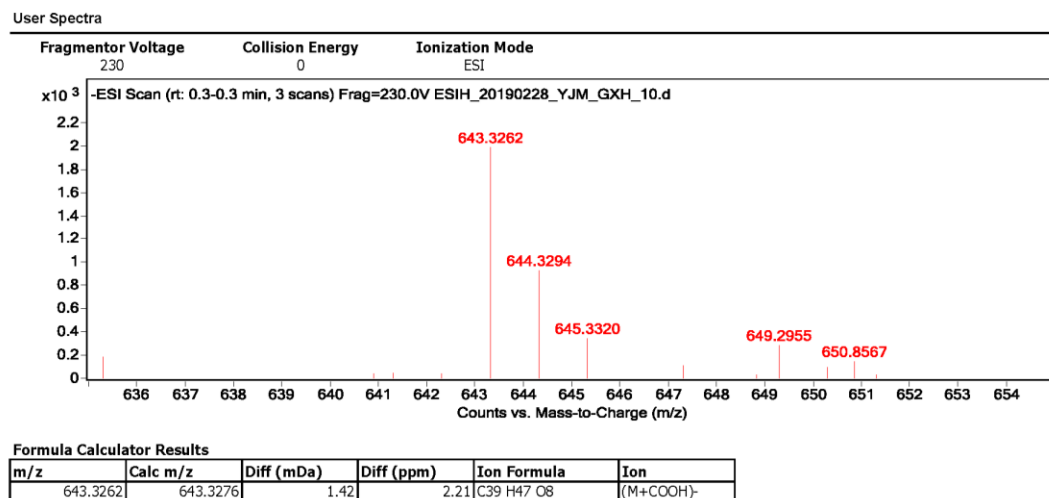 User Spectra
Fragmentor Voltage Collision Energy Ionization Mode
230 0 ESI
x10 3 -ESI Scan (rt: 0.3-0.3 min, 3 scans) Frag=230.0V ESIH_20190228_YJM_GXH_10.d
2.2
2
1.8
1.6
1.4
1.2
1
0.8
0.6
0.4
0.2
0
643.3262
644.3294
645.3320
649.2955
650.8567
636 637 638 639 640 641 642 643 644 645 646 647 648 649 650 651 652 653 654
Counts vs. Mass-to-Charge (m/z)
Formula Calculator Results
m/z Calc m/z Diff (mDa) Diff (ppm) Ion Formula Ion
643.3262 643.3276 1.42 2.21 C39 H47 O8 (M+COOH)-